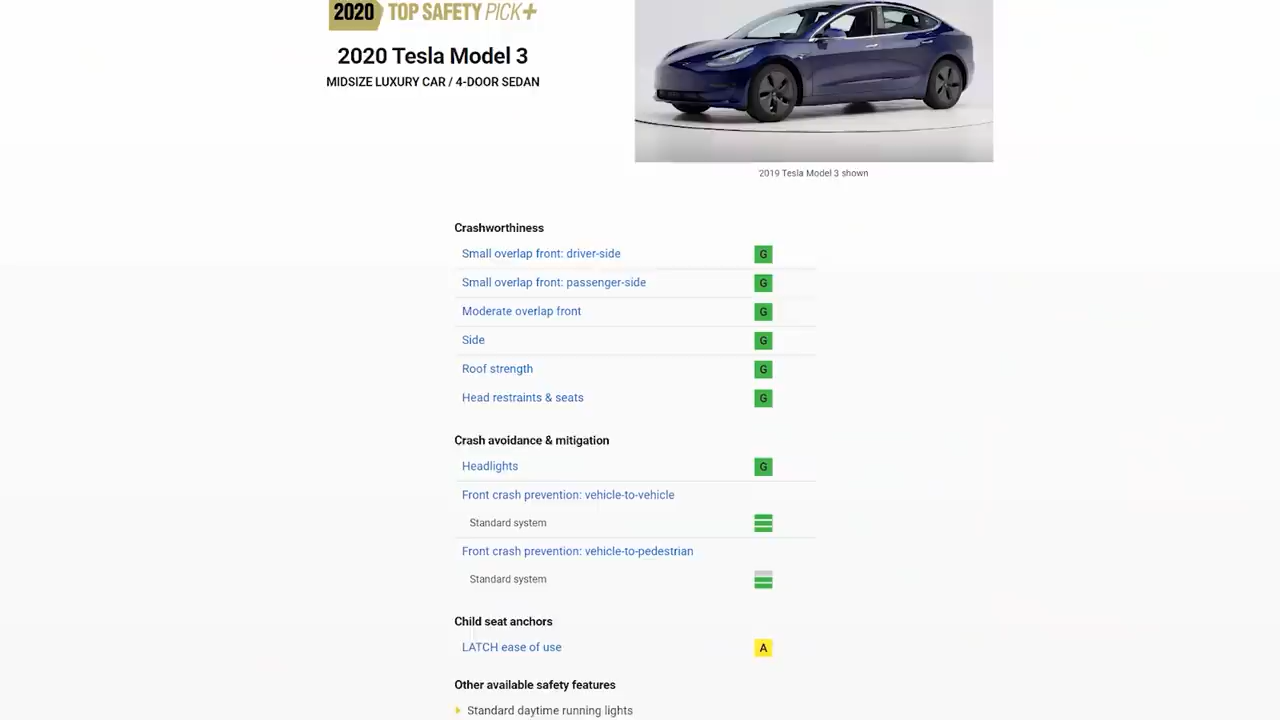 2020 TOP SAFETY PICK+
2020 Tesla Model 3
MIDSIZE LUXURY CAR / 4-DOOR SEDAN
2019 Tesla Model 3 shown
Crashworthiness
Small overlap front: driver-side G
Small overlap front: passenger-side G
Moderate overlap front G
Side G
Roof strength G
Head restraints & seats G
Crash avoidance & mitigation
Headlights G
Front crash prevention: vehicle-to-vehicle
Standard system
Front crash prevention: vehicle-to-pedestrian
Standard system
Child seat anchors
LATCH ease of use A
Other available safety features
Standard daytime running lights